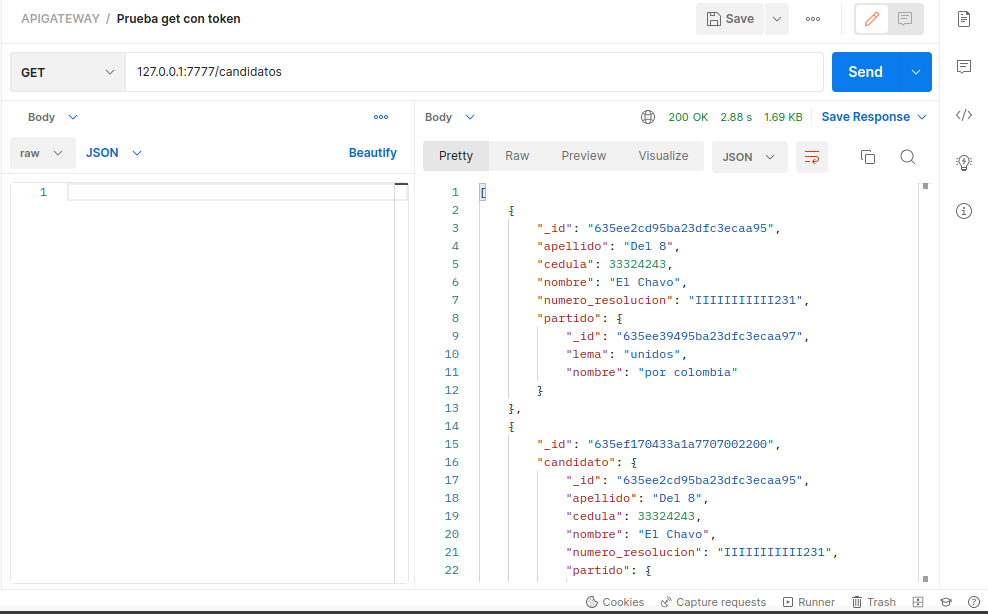 APIGATEWAY / Prueba get con token
Save
GET 127.0.0.1:7777/candidatos Send
Body
raw JSON Beautify
1
Body 200 OK 2.88 s 1.69 KB Save Response
Pretty Raw Preview Visualize JSON
1 [
2 {
3 "_id": "635ee2cd95ba23dfc3ecaa95",
4 "apellido": "Del 8",
5 "cedula": 33324243,
6 "nombre": "El Chavo",
7 "numero_resolucion": "IIIIIIIIIII231",
8 "partido": {
9 "_id": "635ee39495ba23dfc3ecaa97",
10 "lema": "unidos",
11 "nombre": "por colombia"
12 }
13 },
14 {
15 "_id": "635ef170433a1a7707002200",
16 "candidato": {
17 "_id": "635ee2cd95ba23dfc3ecaa95",
18 "apellido": "Del 8",
19 "cedula": 33324243,
20 "nombre": "El Chavo",
21 "numero_resolucion": "IIIIIIIIIII231",
22 "partido": {
Cookies Capture requests Runner Trash